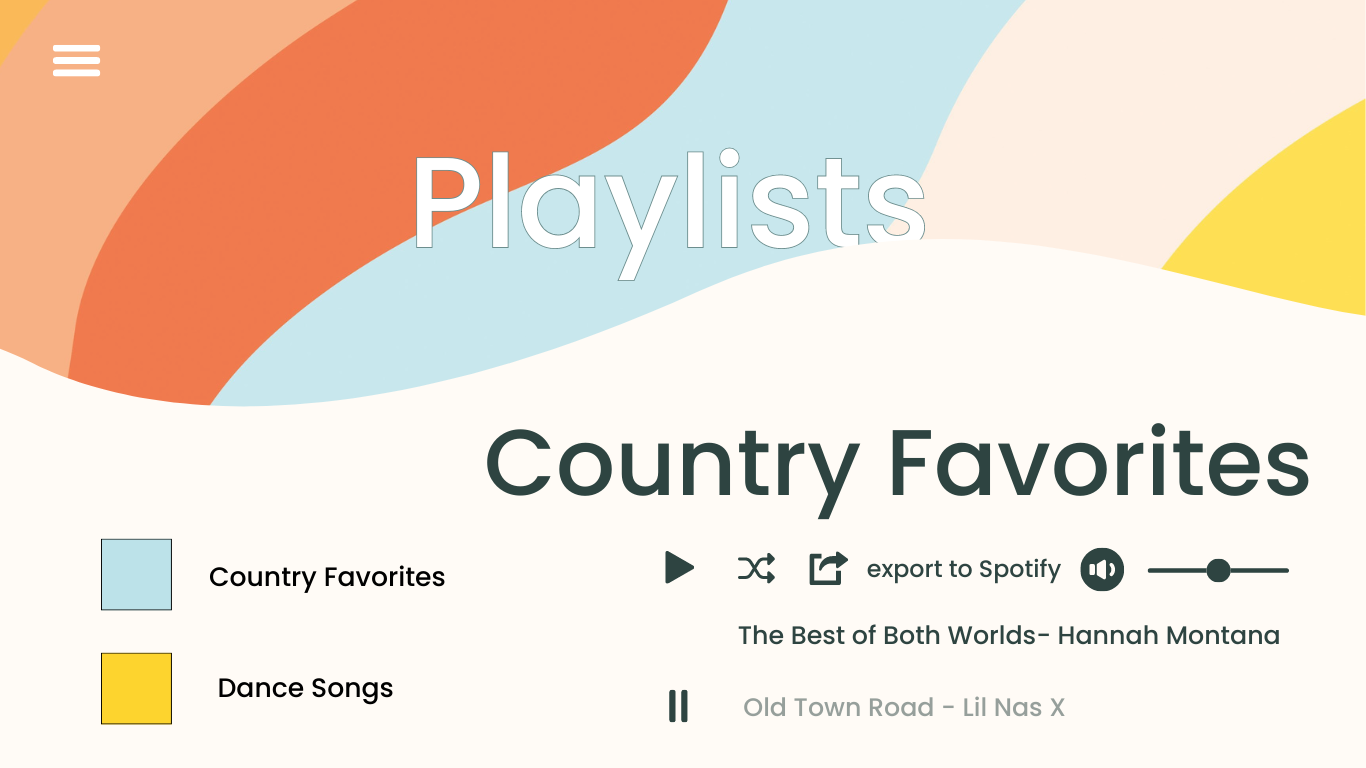 Playlists
Country Favorites
Country Favorites
export to Spotify
The Best of Both Worlds- Hannah Montana
Dance Songs
Old Town Road - Lil Nas X